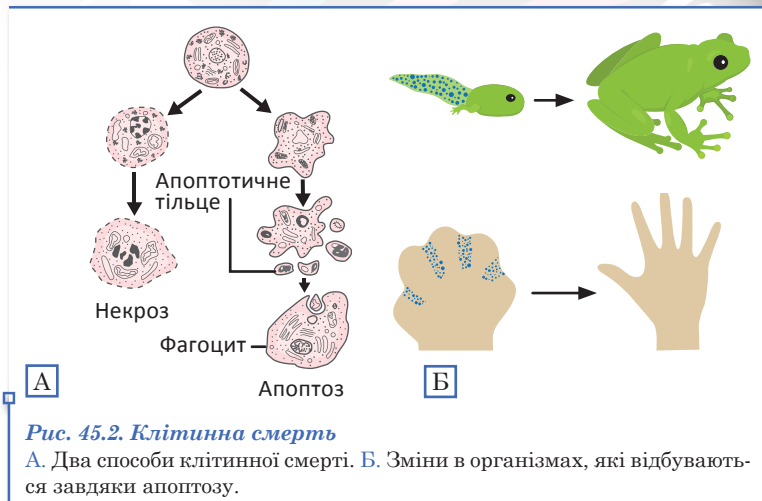 Апоптотичне
тільце
Некроз
Фагоцит
Апоптоз
А
Б
Рис. 45.2. Клітинна смерть
А. Два способи клітинної смерті. Б. Зміни в організмах, які відбувають-
ся завдяки апоптозу.